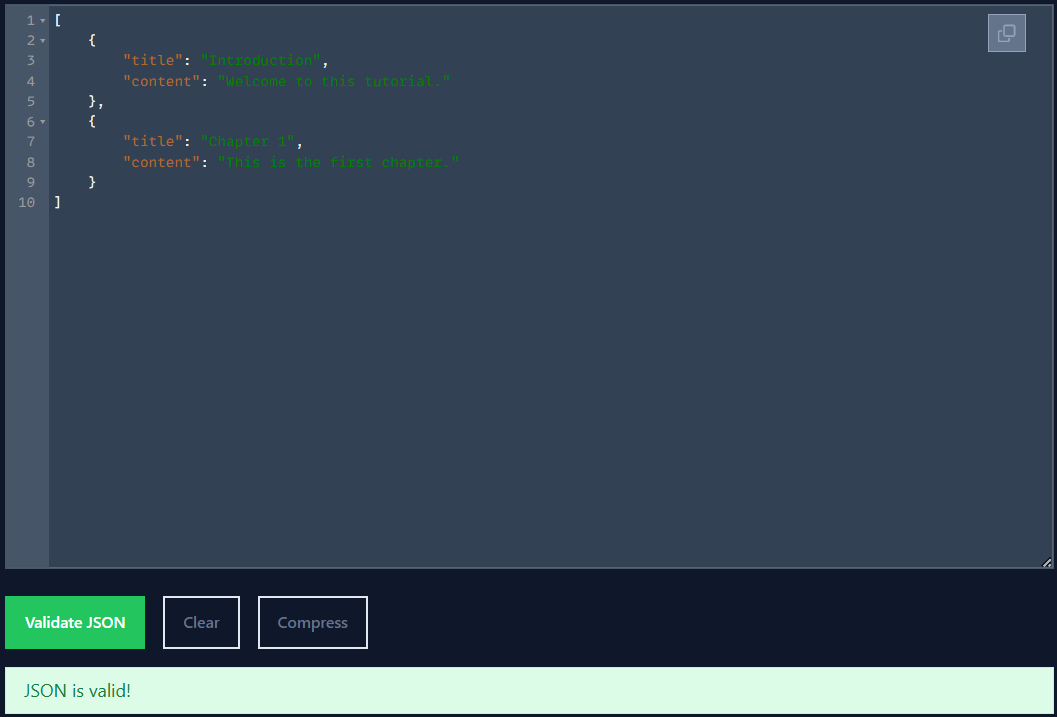 1 [
2     {
3         "title": "Introduction",
4         "content": "Welcome to this tutorial."
5     },
6     {
7         "title": "Chapter 1",
8         "content": "This is the first chapter."
9     }
10 ]
Validate JSON Clear Compress
JSON is valid!